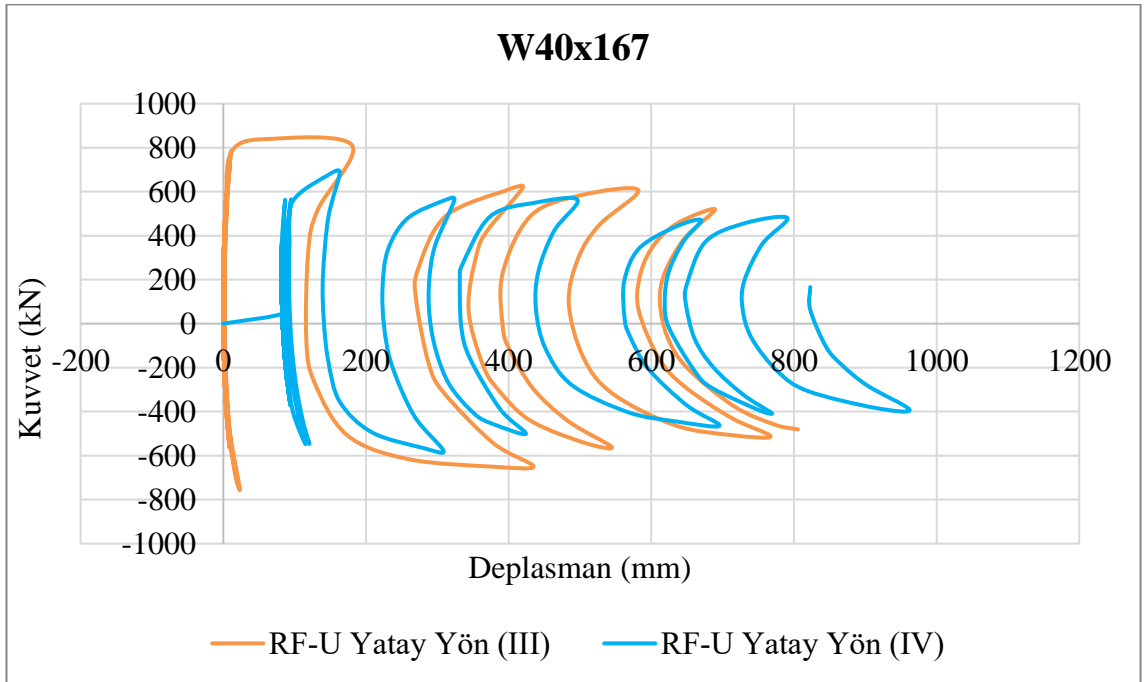 W40x167
1000
800
600
400
200
0
-200
-400
-600
-800
-1000
-200 0 200 400 600 800 1000 1200
Kuvvet (kN)
Deplasman (mm)
RF-U Yatay Yön (III) RF-U Yatay Yön (IV)